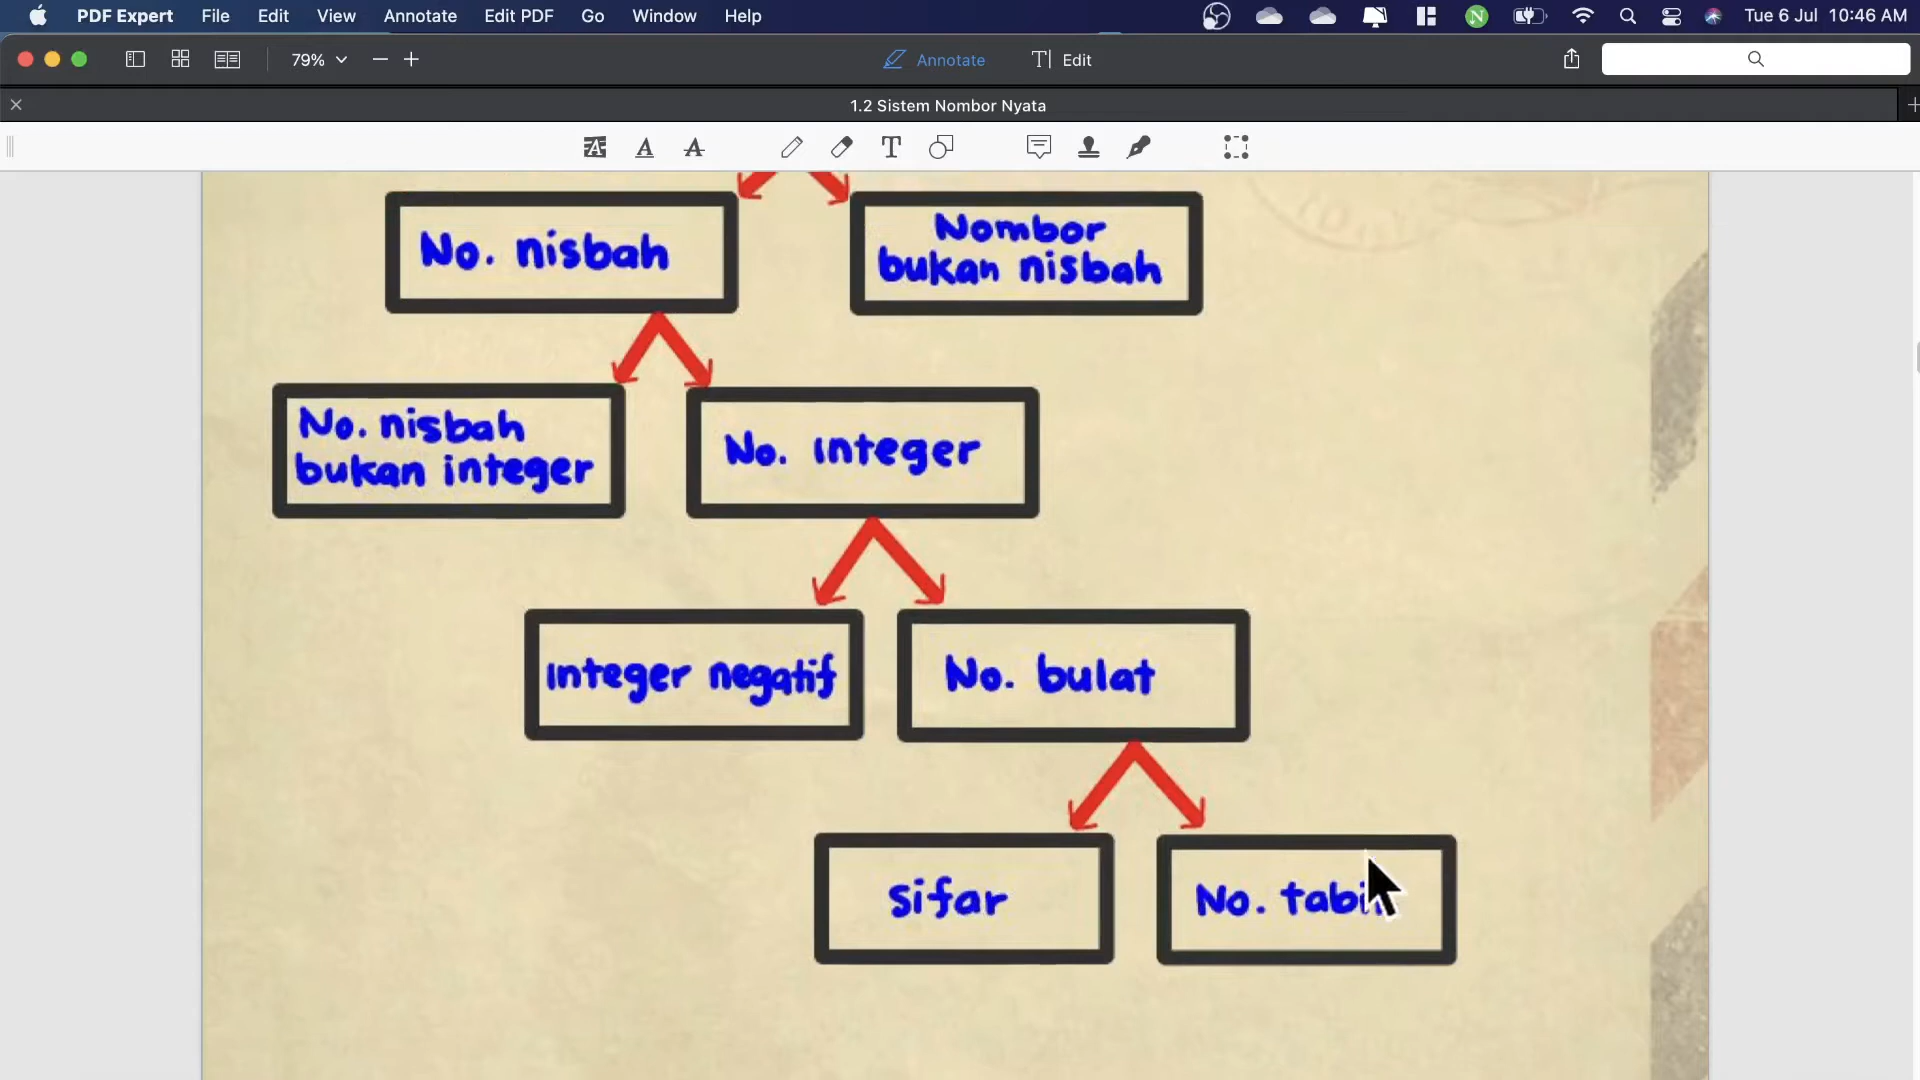 PDF Expert File Edit View Annotate Edit PDF Go Window Help Tue 6 Jul 10:46 AM
79% Annotate Edit
1.2 Sistem Nombor Nyata
No. nisbah
Nombor
bukan nisbah
No. nisbah
bukan integer
No. integer
Integer negatif
No. bulat
Sifar
No.